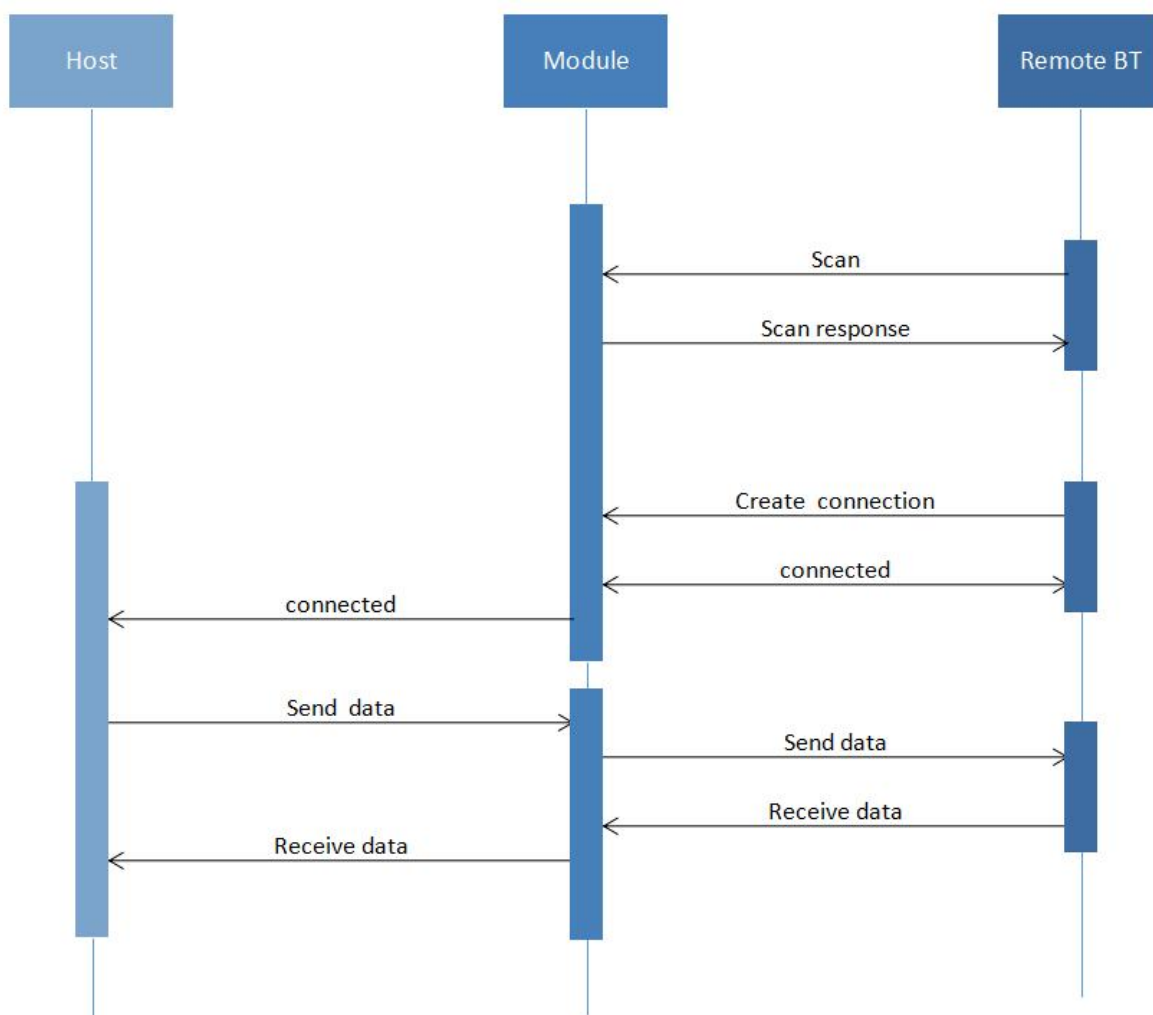 Host
Module
Remote BT
Scan
Scan response
Create  connection
connected
connected
Send  data
Send data
Receive data
Receive data